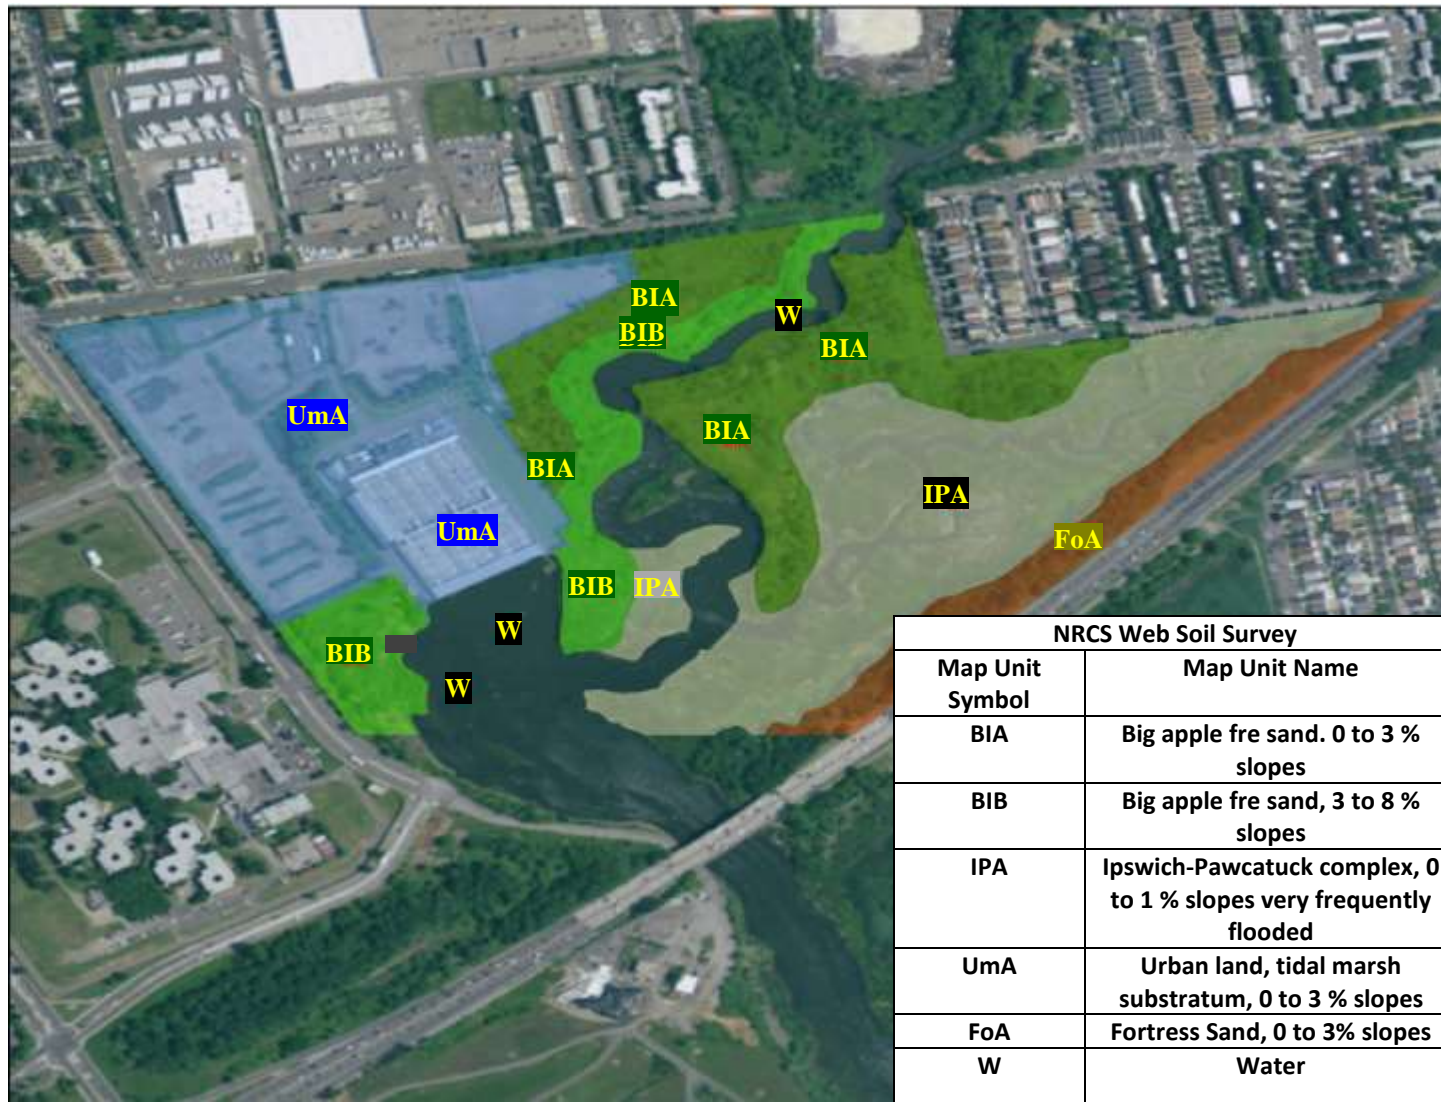 BIA
BIB
W
BIA
UmA
BIA
BIA
IPA
UmA
FoA
BIB
IPA
W
BIB
W
NRCS Web Soil Survey
Map Unit Symbol
Map Unit Name
BIA
Big apple fre sand. 0 to 3 %
slopes
BIB
Big apple fre sand, 3 to 8 %
slopes
IPA
Ipswich-Pawcatuck complex, 0
to 1 % slopes very frequently
flooded
UmA
Urban land, tidal marsh
substratum, 0 to 3 % slopes
FoA
Fortress Sand, 0 to 3% slopes
W
Water